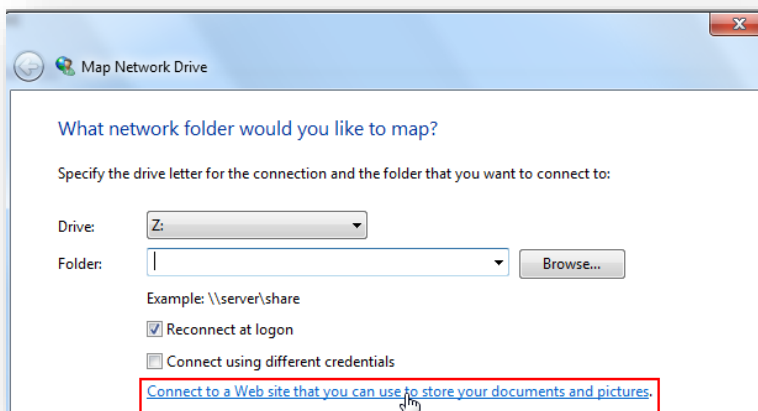 Map Network Drive
What network folder would you like to map?
Specify the drive letter for the connection and the folder that you want to connect to:
Drive: Z:
Folder: Browse...
Example: \\server\share
Reconnect at logon
Connect using different credentials
Connect to a Web site that you can use to store your documents and pictures.